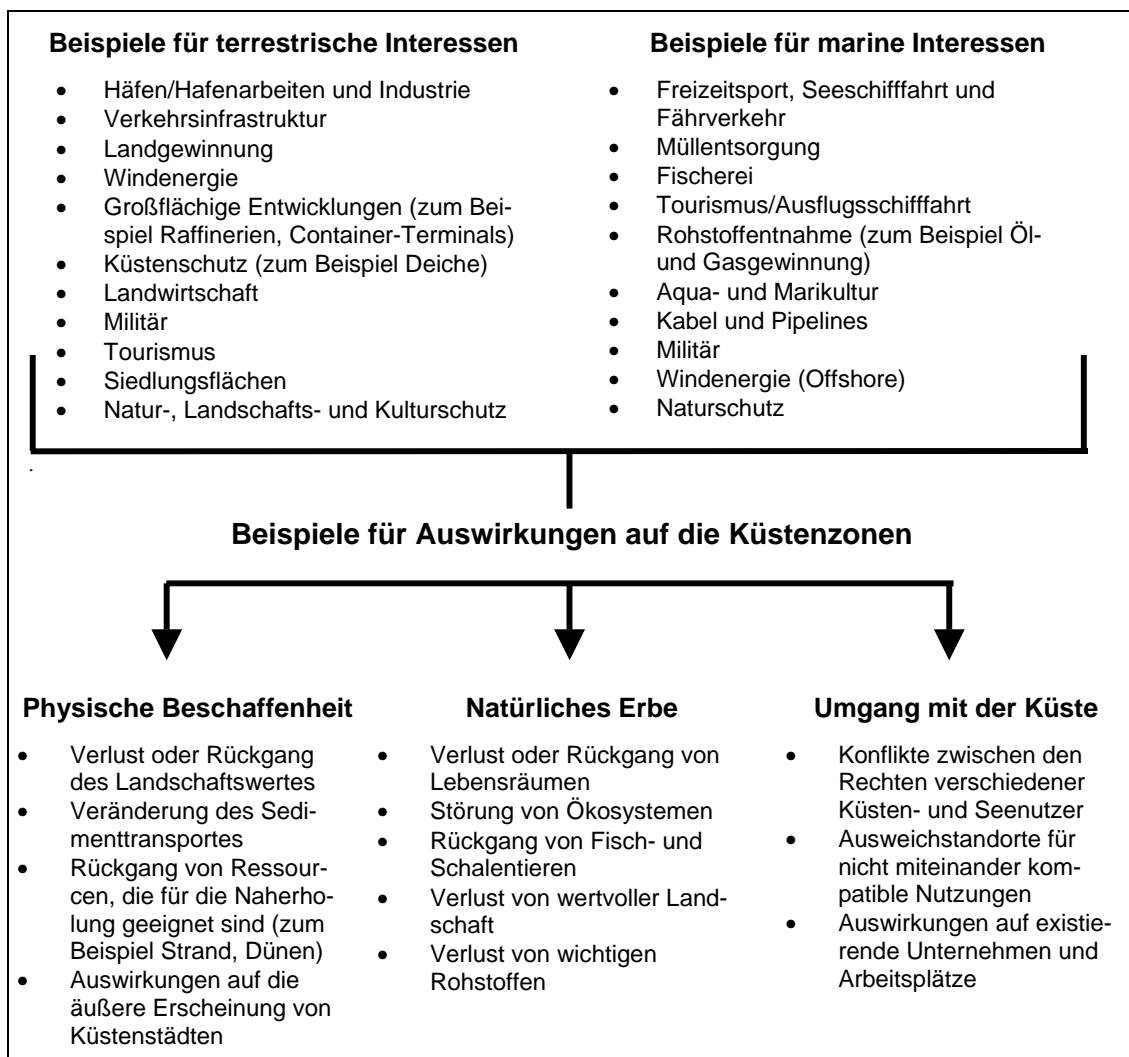 Beispiele für terrestrische Interessen
• Häfen/Hafenarbeiten und Industrie
• Verkehrsinfrastruktur
• Landgewinnung
• Windenergie
• Großflächige Entwicklungen (zum Bei-
spiel Raffinerien, Container-Terminals)
• Küstenschutz (zum Beispiel Deiche)
• Landwirtschaft
• Militär
• Tourismus
• Siedlungsflächen
• Natur-, Landschafts- und Kulturschutz
Beispiele für marine Interessen
• Freizeitsport, Seeschifffahrt und
Fährverkehr
• Müllentsorgung
• Fischerei
• Tourismus/Ausflugsschifffahrt
• Rohstoffentnahme (zum Beispiel Öl-
und Gasgewinnung)
• Aqua- und Marikultur
• Kabel und Pipelines
• Militär
• Windenergie (Offshore)
• Naturschutz
.
Beispiele für Auswirkungen auf die Küstenzonen
Physische Beschaffenheit
• Verlust oder Rückgang
des Landschaftswertes
• Veränderung des Sedi-
menttransportes
• Rückgang von Ressour-
cen, die für die Naherho-
lung geeignet sind (zum
Beispiel Strand, Dünen)
• Auswirkungen auf die
äußere Erscheinung von
Küstenstädten
Natürliches Erbe
• Verlust oder Rückgang von
Lebensräumen
• Störung von Ökosystemen
• Rückgang von Fisch- und
Schalentieren
• Verlust von wertvoller Land-
schaft
• Verlust von wichtigen
Rohstoffen
Umgang mit der Küste
• Konflikte zwischen den
Rechten verschiedener
Küsten- und Seenutzer
• Ausweichstandorte für
nicht miteinander kom-
patible Nutzungen
• Auswirkungen auf existie-
rende Unternehmen und
Arbeitsplätze